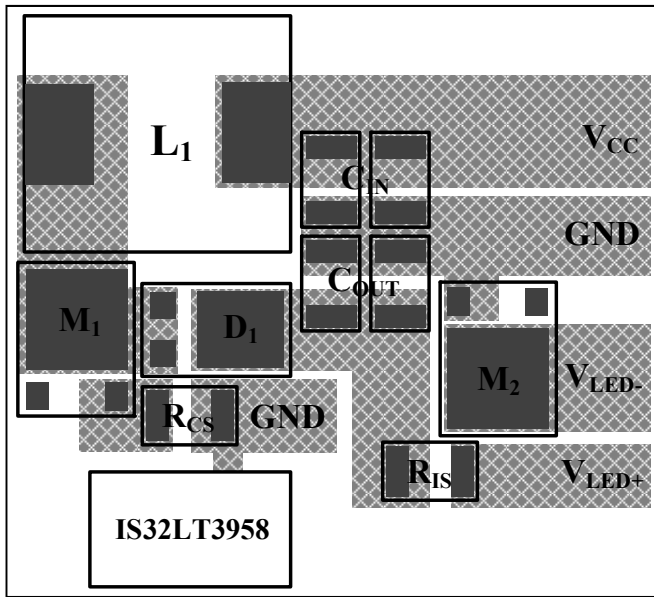 L1
VCC
CIN
GND
COUT
M1
D1
M2
VLED-
RCS
GND
RIS
VLED+
IS32LT3958